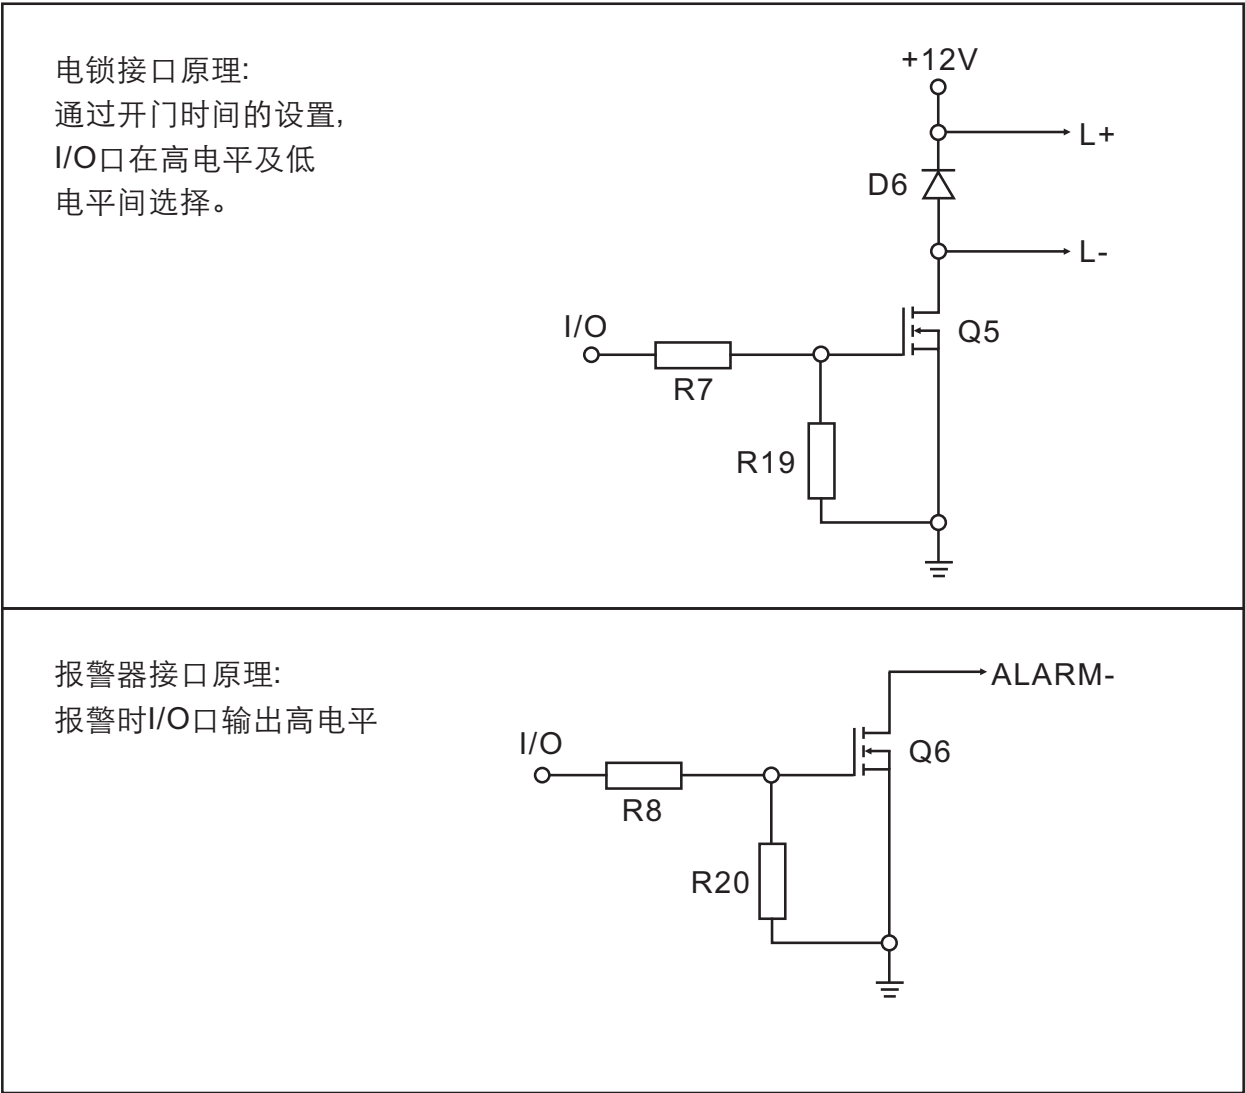 电锁接口原理:
通过开门时间的设置,
I/O口在高电平及低
电平间选择。
+12V
L+
D6
L-
I/O
Q5
R7
R19
报警器接口原理:
报警时I/O口输出高电平
ALARM-
I/O
Q6
R8
R20